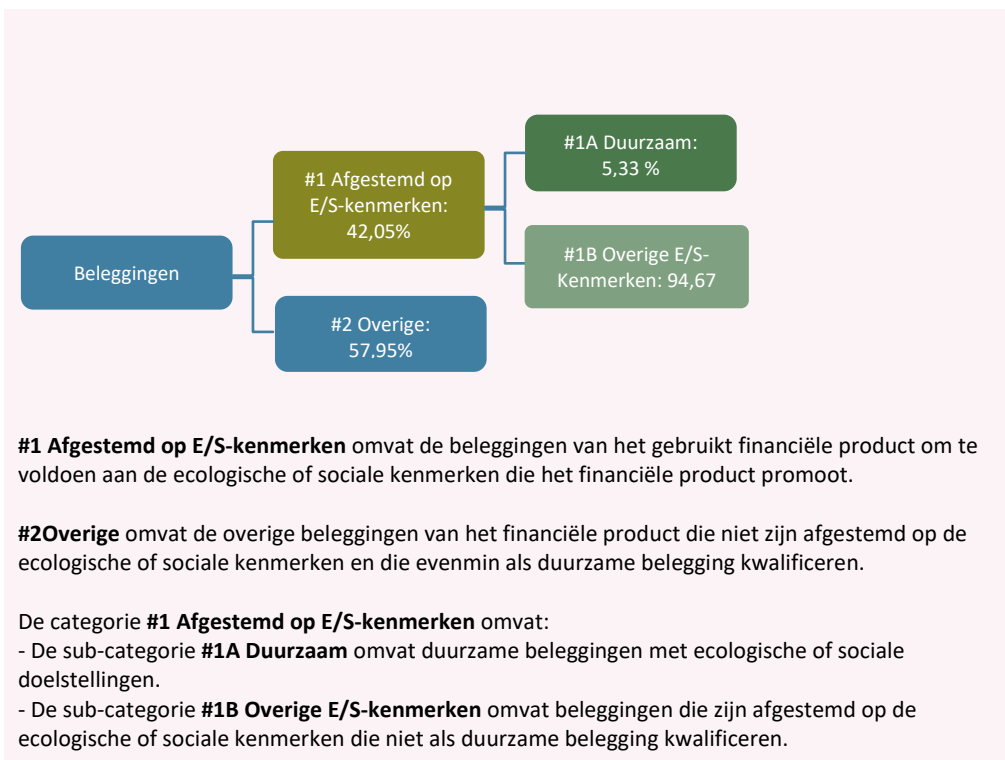 Beleggingen
#1 Afgestemd op
E/S-kenmerken:
42,05%
#2 Overige:
57,95%
#1A Duurzaam:
5,33 %
#1B Overige E/S-
Kenmerken: 94,67
#1 Afgestemd op E/S-kenmerken omvat de beleggingen van het gebruikt financiële product om te
voldoen aan de ecologische of sociale kenmerken die het financiële product promoot.
#2Overige omvat de overige beleggingen van het financiële product die niet zijn afgestemd op de
ecologische of sociale kenmerken en die evenmin als duurzame belegging kwalificeren.
De categorie #1 Afgestemd op E/S-kenmerken omvat:
- De sub-categorie #1A Duurzaam omvat duurzame beleggingen met ecologische of sociale
doelstellingen.
- De sub-categorie #1B Overige E/S-kenmerken omvat beleggingen die zijn afgestemd op de
ecologische of sociale kenmerken die niet als duurzame belegging kwalificeren.